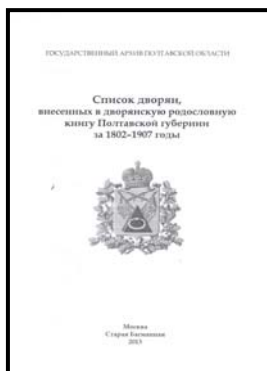 ГОСУДАРСТВЕННЫЙ АРХИВ ПОЛТАВСКОЙ ОБЛАСТИ
Список дворян,
внесенных в дворянскую родословную
книгу Полтавской губернии
за 1802–1907 годы
Москва
Старая Басманная
2013